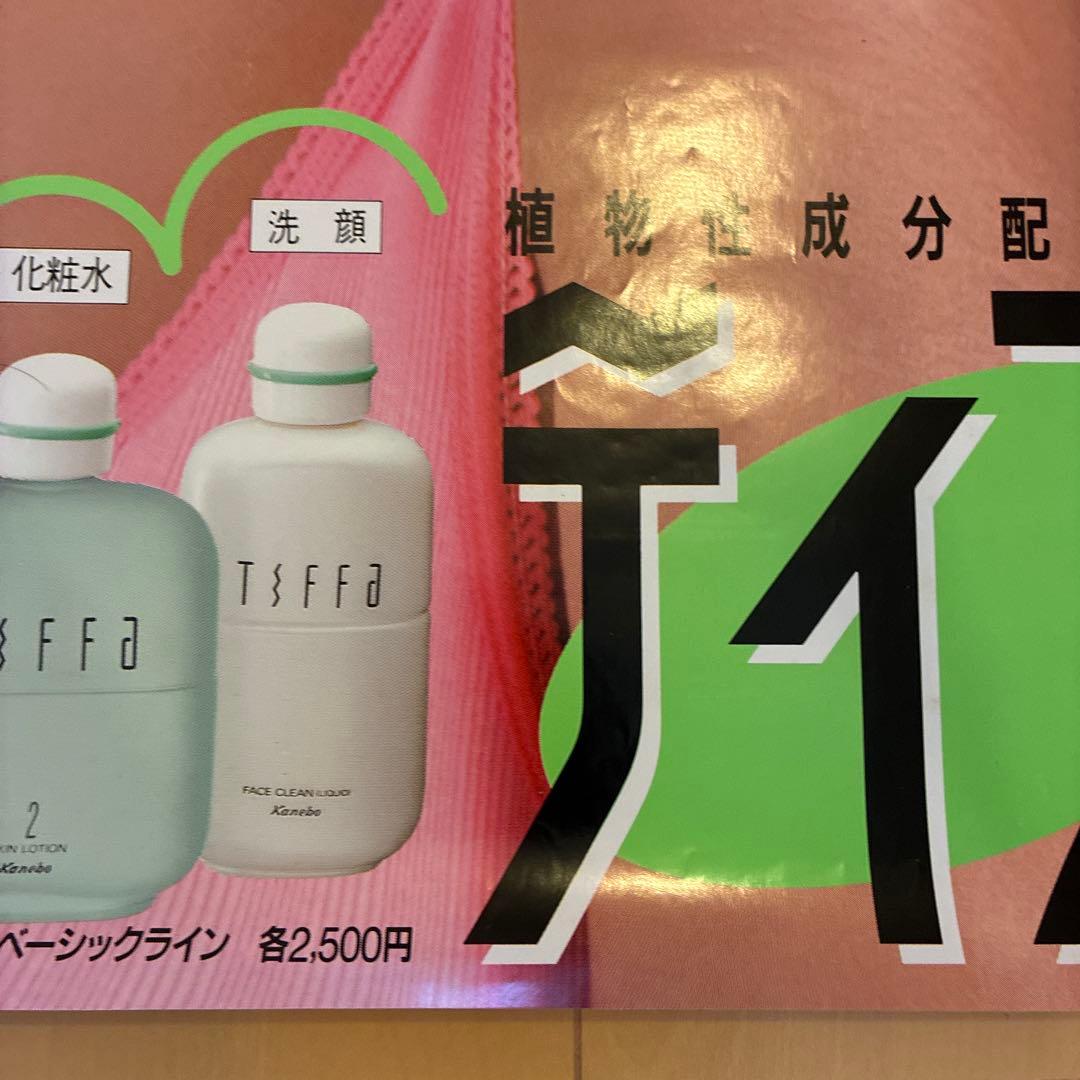 洗顔
化粧水
植物性成分配
ティ
TiFFa
iFFa
FACE CLEAN (LIQUID)
Kanebo
2
KIN LOTION
Kanebo
ベーシックライン 各2,500円